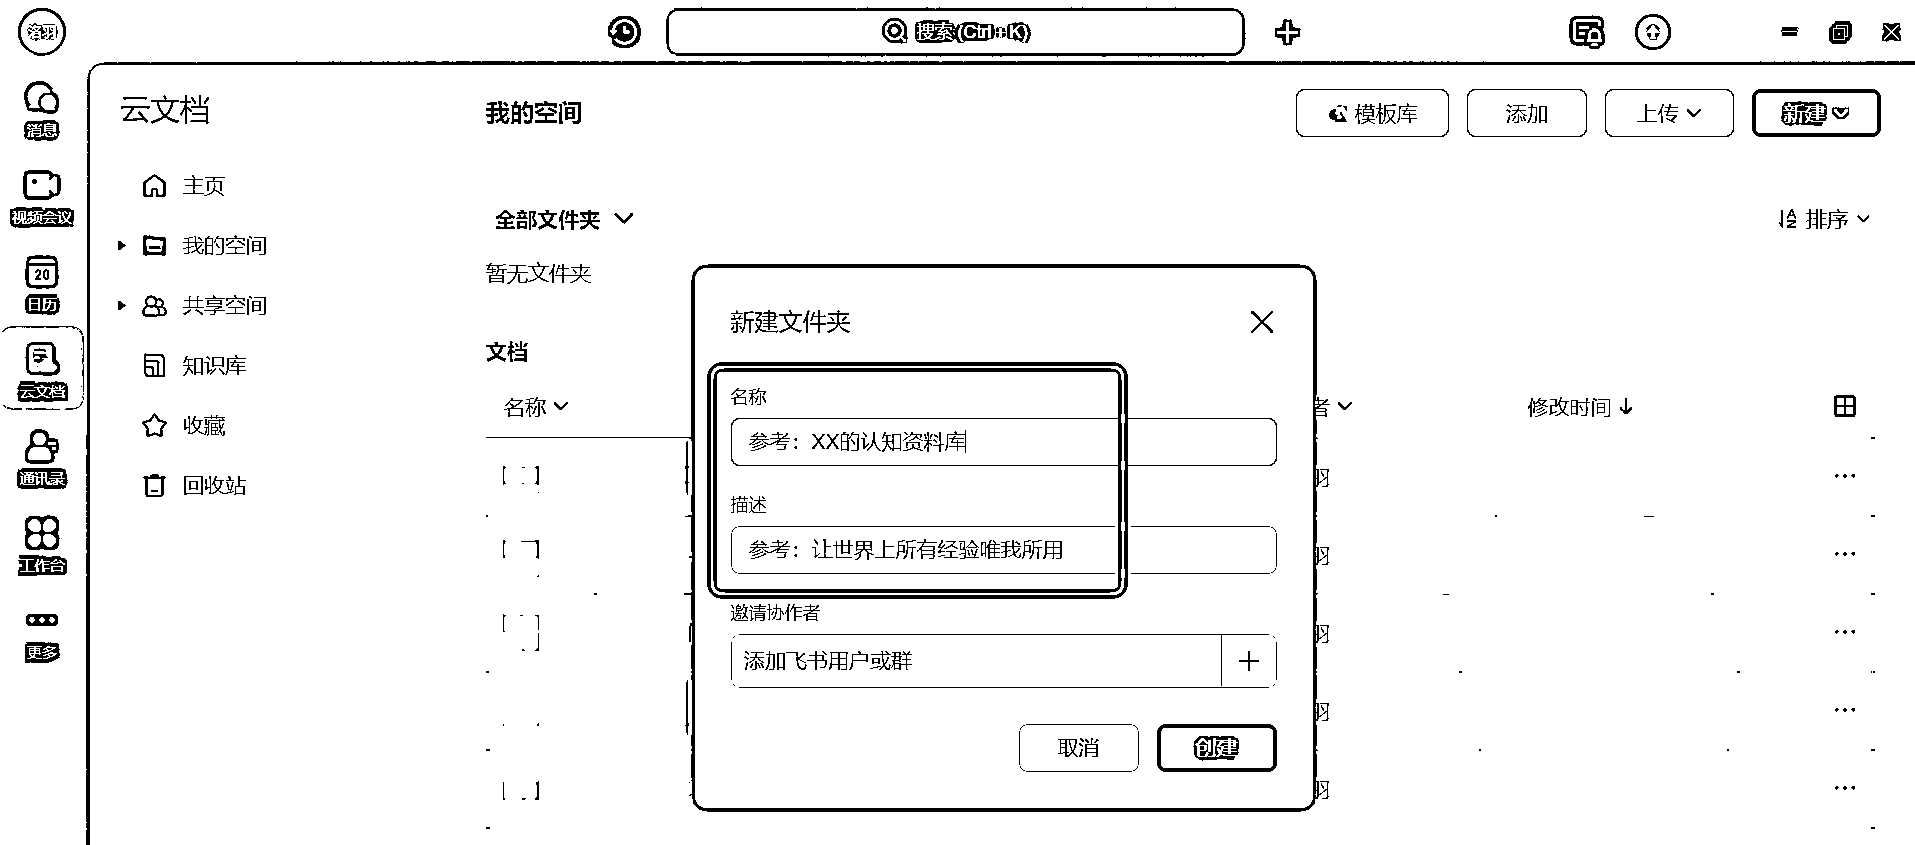 洛羽
搜索 (Ctrl+K)
消息
视频会议
20
日历
云文档
通讯录
工作台
更多
云文档
主页
我的空间
共享空间
知识库
收藏
回收站
我的空间
模板库
添加
上传
新建
全部文件夹
排序
暂无文件夹
文档
名称
者
修改时间
新建文件夹
名称
参考：XX的认知资料库
描述
参考：让世界上所有经验唯我所用
邀请协作者
添加飞书用户或群
取消
创建
羽
羽
羽
羽
羽